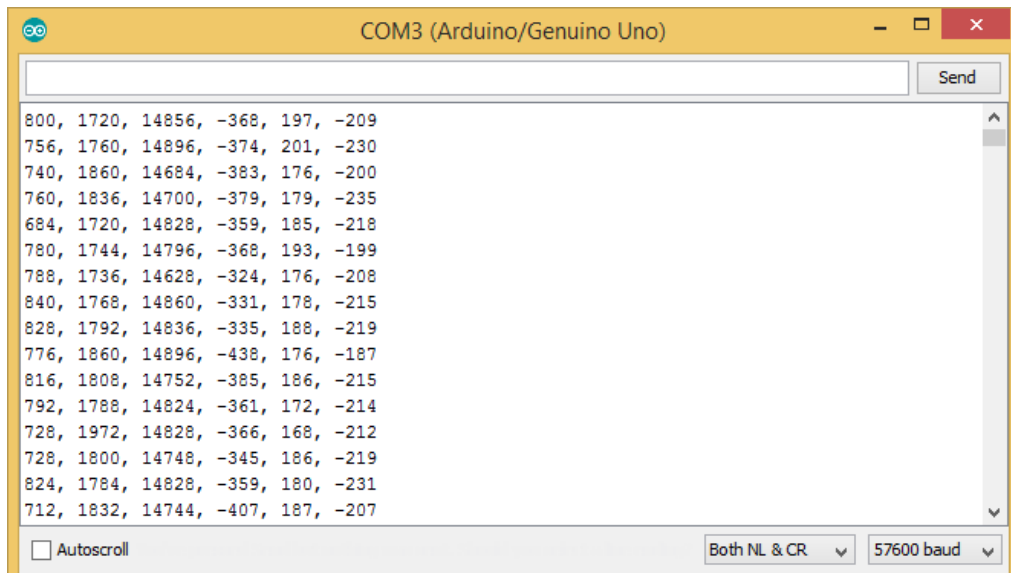 COM3 (Arduino/Genuino Uno)
Send
800, 1720, 14856, -368, 197, -209
756, 1760, 14896, -374, 201, -230
740, 1860, 14684, -383, 176, -200
760, 1836, 14700, -379, 179, -235
684, 1720, 14828, -359, 185, -218
780, 1744, 14796, -368, 193, -199
788, 1736, 14628, -324, 176, -208
840, 1768, 14860, -331, 178, -215
828, 1792, 14836, -335, 188, -219
776, 1860, 14896, -438, 176, -187
816, 1808, 14752, -385, 186, -215
792, 1788, 14824, -361, 172, -214
728, 1972, 14828, -366, 168, -212
728, 1800, 14748, -345, 186, -219
824, 1784, 14828, -359, 180, -231
712, 1832, 14744, -407, 187, -207
Autoscroll Both NL & CR 57600 baud